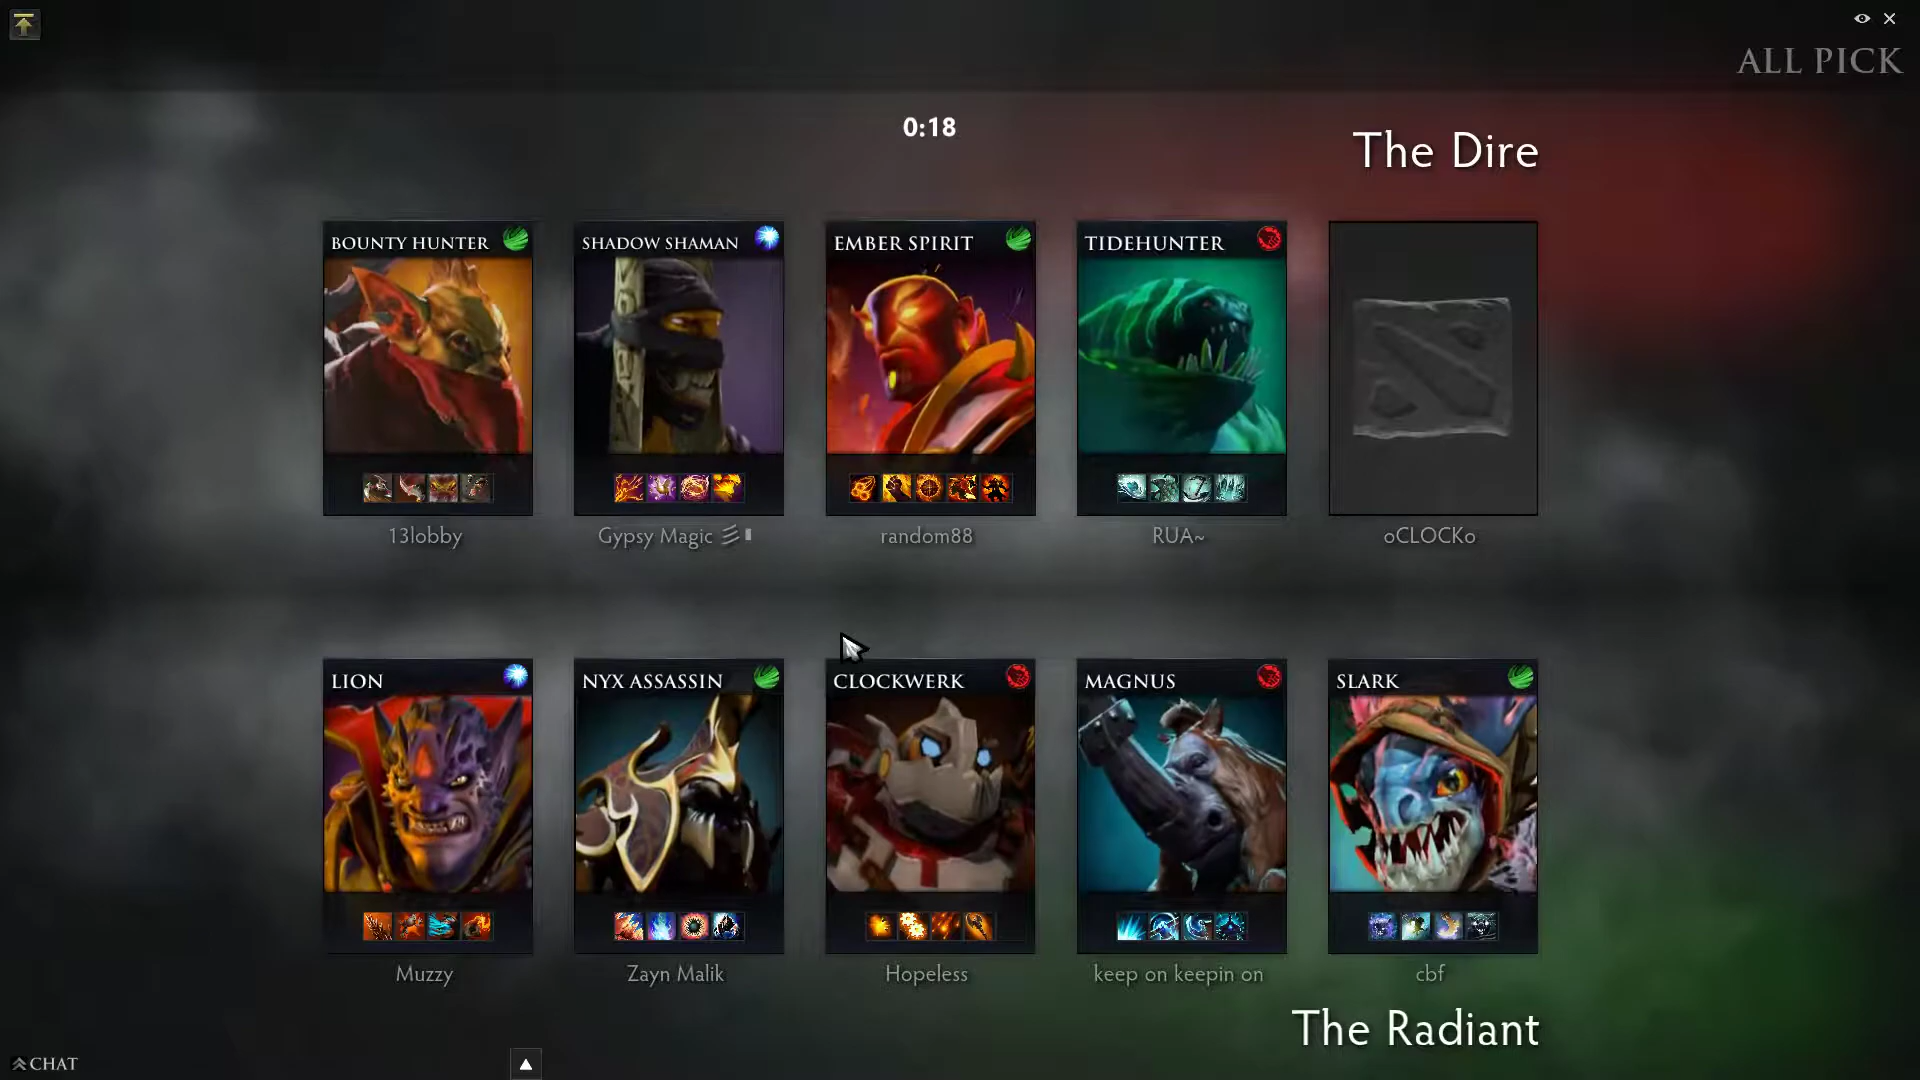 ALL PICK
0:18
The Dire
BOUNTY HUNTER
SHADOW SHAMAN
EMBER SPIRIT
TIDEHUNTER
13lobby
Gypsy Magic 彡
random88
RUA~
oCLOCKo
LION
NYX ASSASSIN
CLOCKWERK
MAGNUS
SLARK
Muzzy
Zayn Malik
Hopeless
keep on keepin on
cbf
The Radiant
CHAT